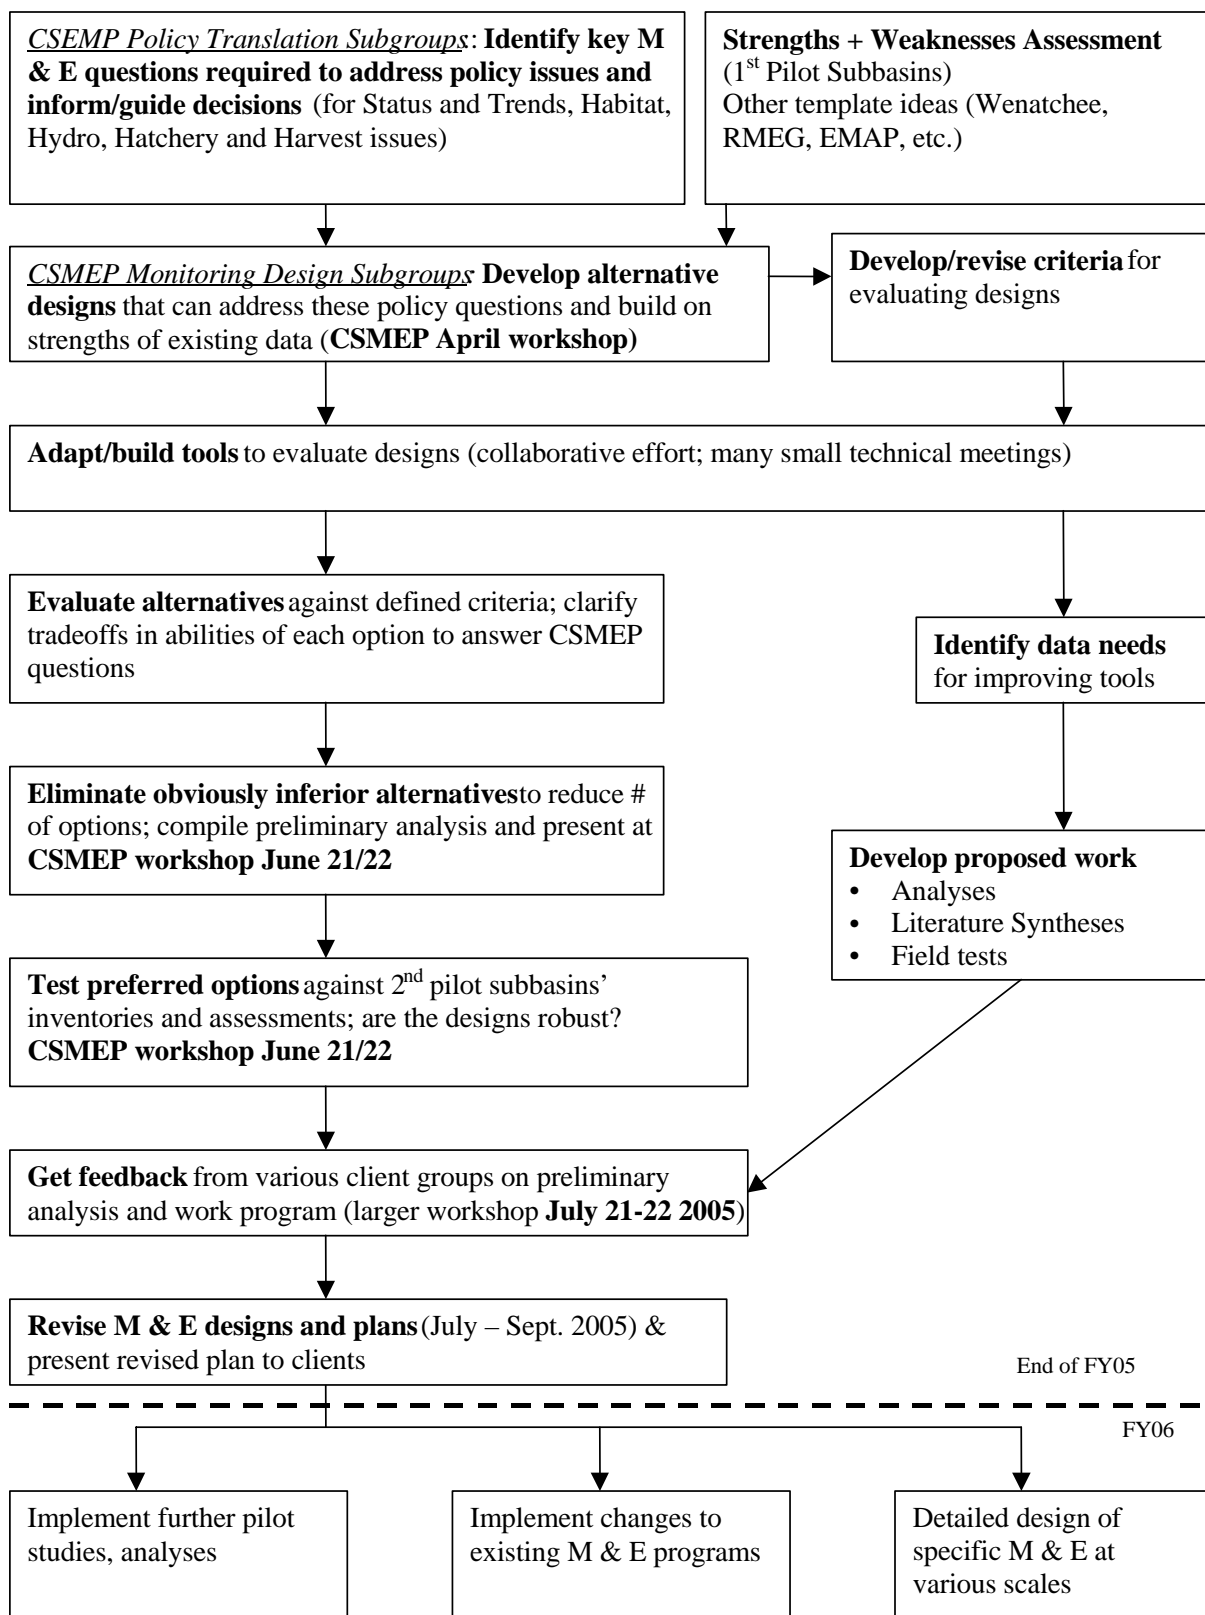 CSEMP Policy Translation Subgroups:: Identify key M
& E questions required to address policy issues and
inform/guide decisions (for Status and Trends, Habitat,
Hydro, Hatchery and Harvest issues)
Strengths + Weaknesses Assessment
(1st Pilot Subbasins)
Other template ideas (Wenatchee,
RMEG, EMAP, etc.)
CSMEP Monitoring Design Subgroups: Develop alternative
designs that can address these policy questions and build on
strengths of existing data (CSMEP April workshop)
Develop/revise criteria for
evaluating designs
Adapt/build tools to evaluate designs (collaborative effort; many small technical meetings)
Evaluate alternatives against defined criteria; clarify
tradeoffs in abilities of each option to answer CSMEP
questions
Identify data needs
for improving tools
Eliminate obviously inferior alternatives to reduce #
of options; compile preliminary analysis and present at
CSMEP workshop June 21/22
Develop proposed work
• Analyses
• Literature Syntheses
• Field tests
Test preferred options against 2nd pilot subbasins’
inventories and assessments; are the designs robust?
CSMEP workshop June 21/22
Get feedback from various client groups on preliminary
analysis and work program (larger workshop July 21-22 2005)
Revise M & E designs and plans (July – Sept. 2005) &
present revised plan to clients
End of FY05
FY06
Implement further pilot
studies, analyses
Implement changes to
existing M & E programs
Detailed design of
specific M & E at
various scales